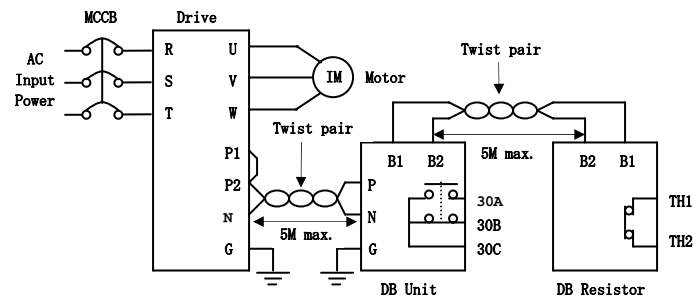 MCCB
Drive
AC
Input
Power
R
S
T
U
V
W
IM
Motor
P1
P2
N
G
Twist pair
5M max.
P
N
G
B1 B2
30A
30B
30C
DB Unit
Twist pair
5M max.
B2 B1
TH1
TH2
DB Resistor